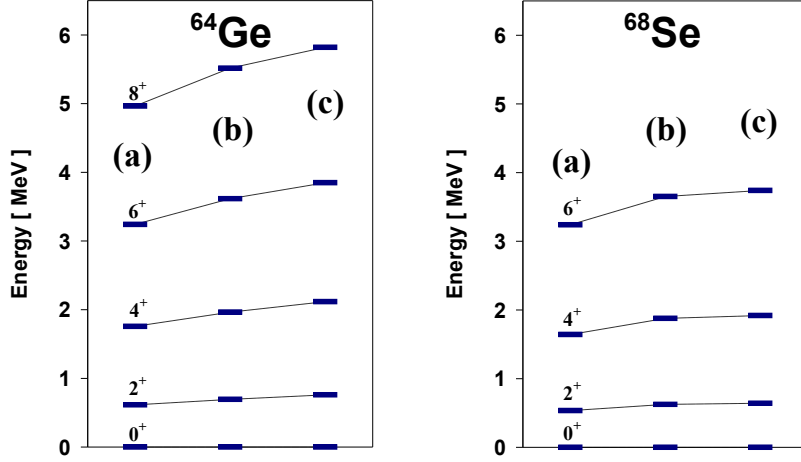 ⁶⁴Ge
Energy [ MeV ]
6
5
4
3
2
1
0
8⁺
6⁺
4⁺
2⁺
0⁺
(a)
(b)
(c)
⁶⁸Se
Energy [ MeV ]
6
5
4
3
2
1
0
6⁺
4⁺
2⁺
0⁺
(a)
(b)
(c)